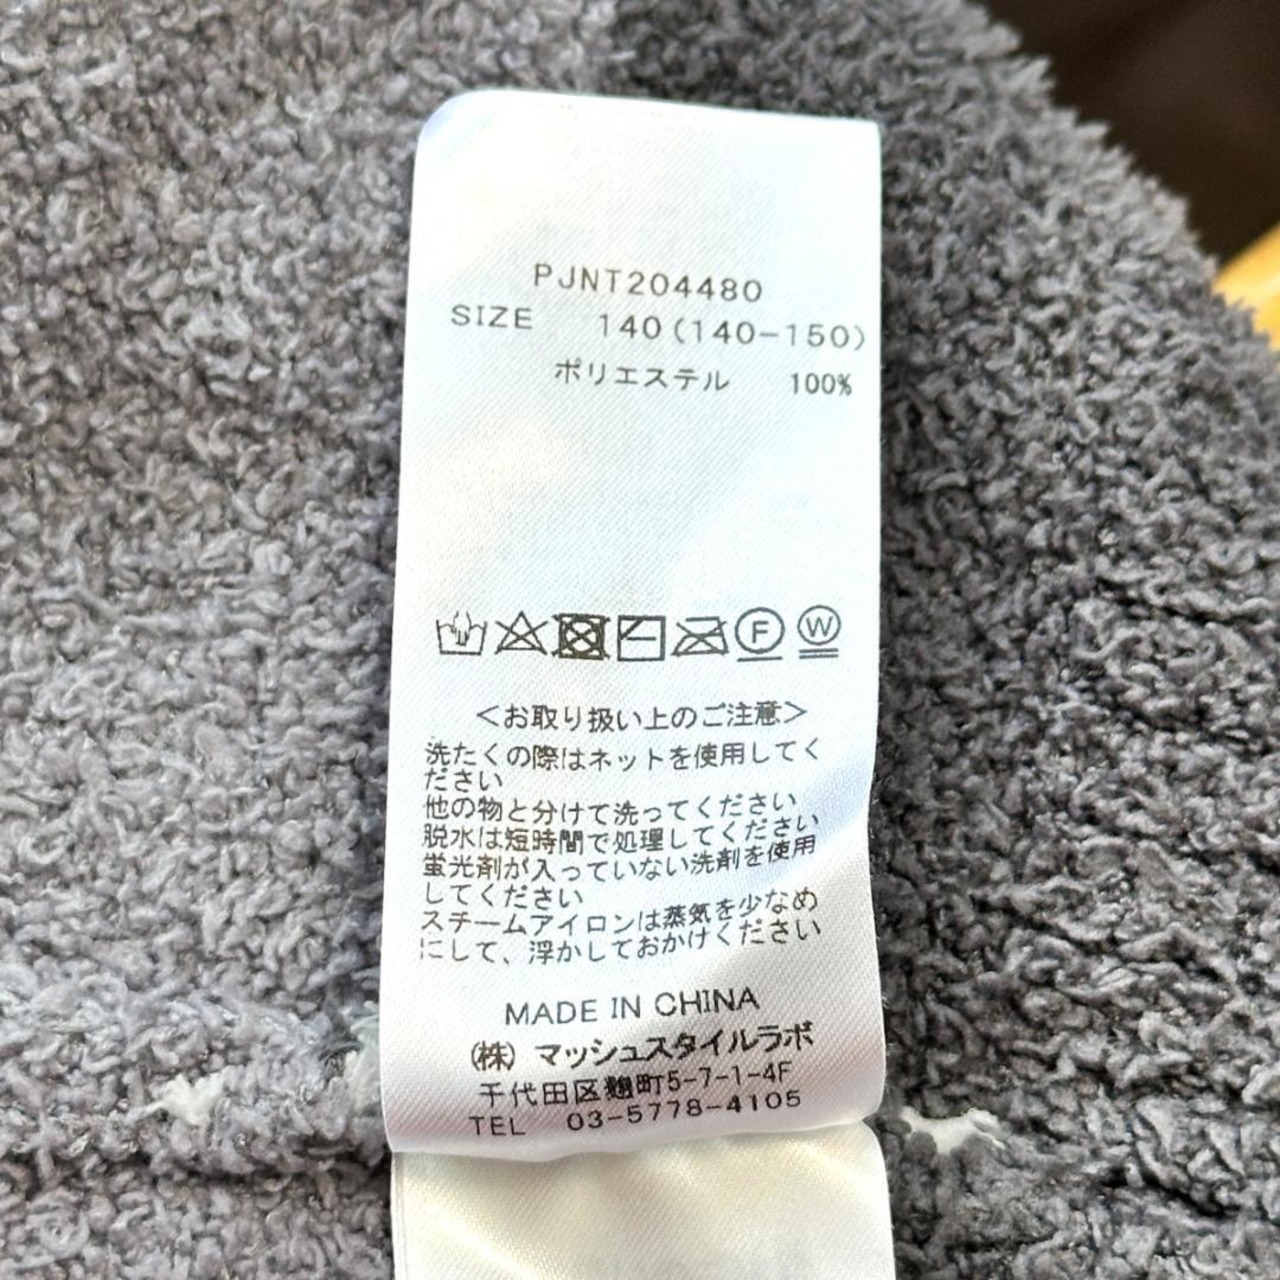 PJNT204480
SIZE 140(140-150)
ポリエステル 100%
F W
＜お取り扱い上のご注意＞
洗たくの際はネットを使用してく
ださい
他の物と分けて洗ってください
脱水は短時間で処理してください
蛍光剤が入っていない洗剤を使用
してください
スチームアイロンは蒸気を少なめ
にして、浮かしておかけください
MADE IN CHINA
(株) マッシュスタイルラボ
千代田区麹町5-7-1-4F
TEL 03-5778-4105